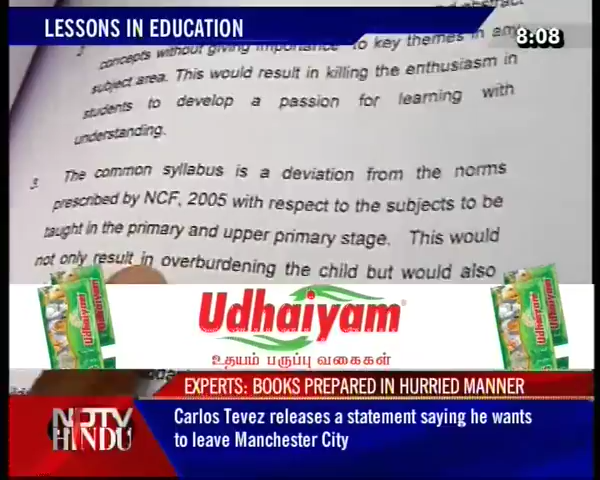 LESSONS IN EDUCATION
8:08
abstract
concepts without giving importance to key themes in any
subject area. This would result in killing the enthusiasm in
students to develop a passion for learning with
understanding.
3. The common syllabus is a deviation from the norms
prescribed by NCF, 2005 with respect to the subjects to be
taught in the primary and upper primary stage. This would
not only result in overburdening the child but would also
Udhaiyam
உதயம் பருப்பு வகைகள்
Udhaiyam
Udhaiyam
EXPERTS: BOOKS PREPARED IN HURRIED MANNER
NDTV
HINDU
Carlos Tevez releases a statement saying he wants
to leave Manchester City